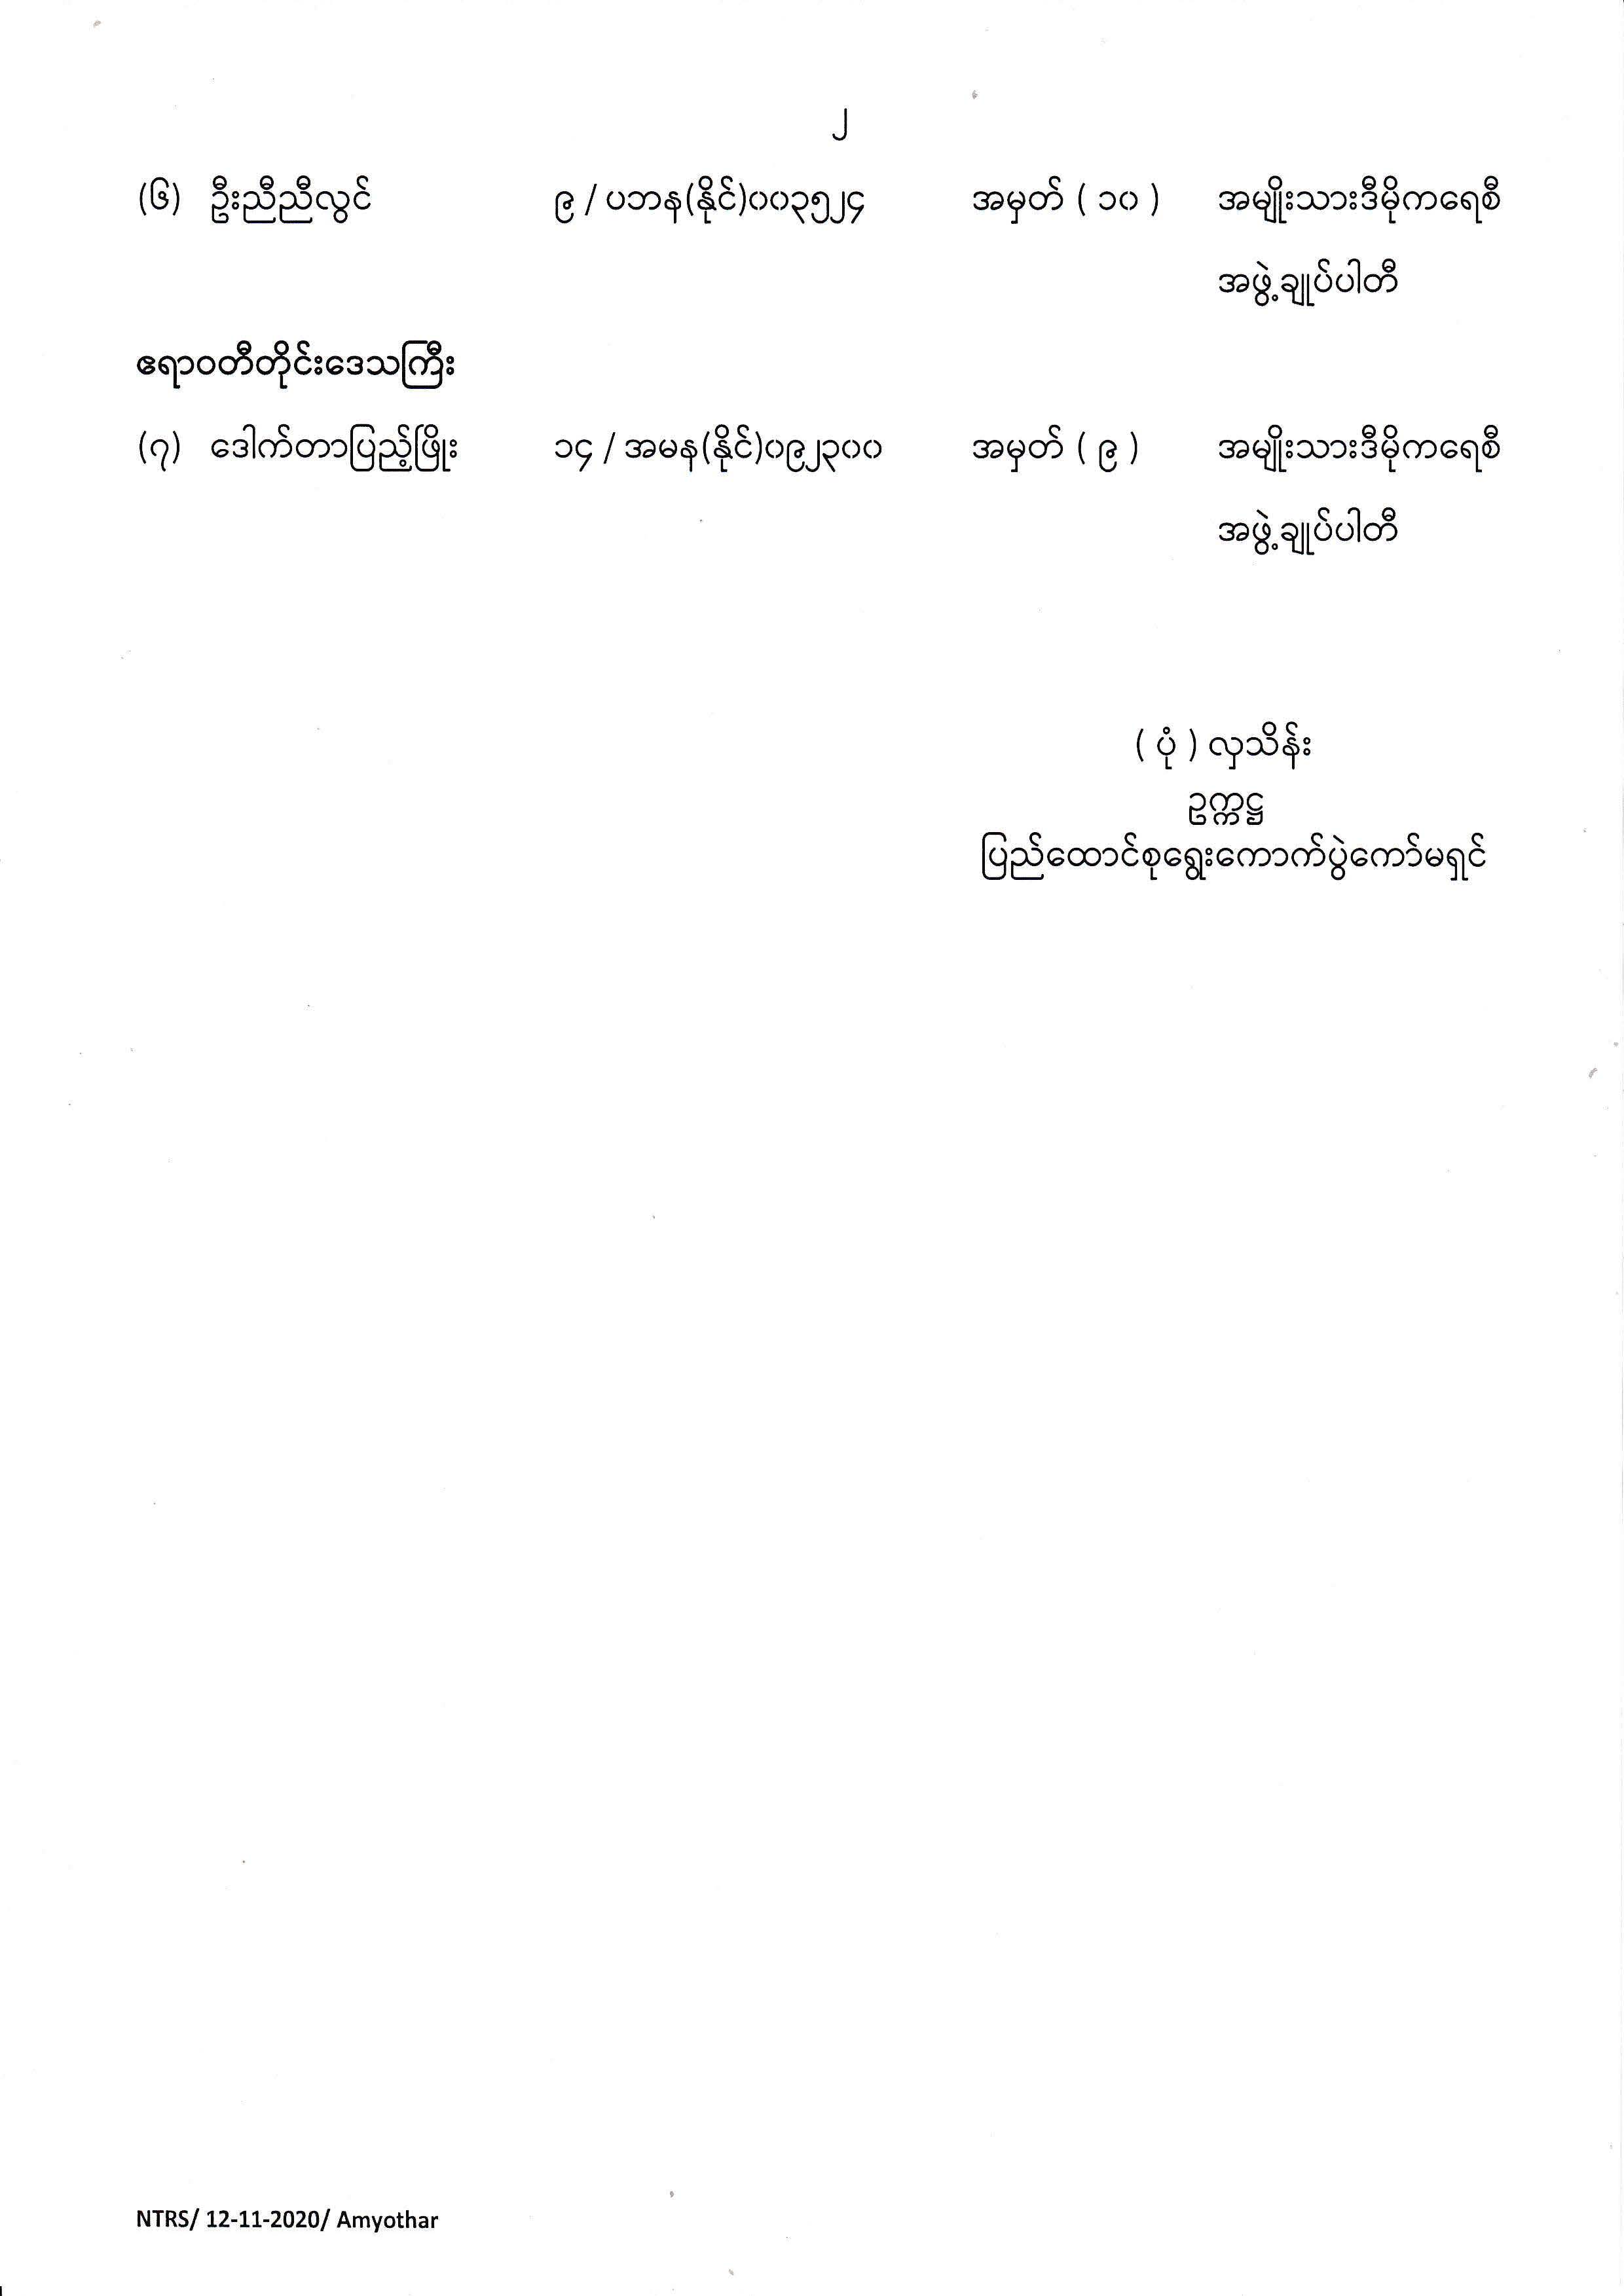 ၂
(၆) ဦးညီညီလွင် ၉ / ပဘန(နိုင်)၀၀၃၅၂၄ အမှတ် ( ၁၀ ) အမျိုးသားဒီမိုကရေစီ
အဖွဲ့ချုပ်ပါတီ
ဧရာဝတီတိုင်းဒေသကြီး
(၇) ဒေါက်တာပြည့်ဖြိုး ၁၄ / အမန(နိုင်)၀၉၂၃၀၀ အမှတ် ( ၉ ) အမျိုးသားဒီမိုကရေစီ
အဖွဲ့ချုပ်ပါတီ
( ပုံ ) လှသိန်း
ဥက္ကဋ္ဌ
ပြည်ထောင်စုရွေးကောက်ပွဲကော်မရှင်
NTRS/ 12-11-2020/ Amyothar